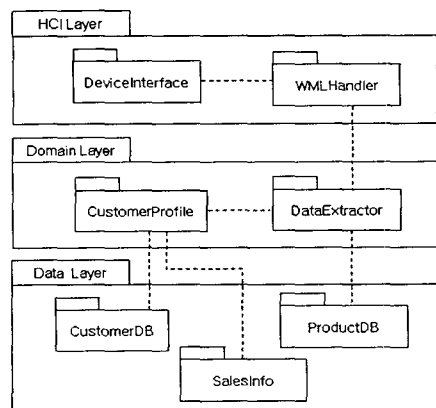 HCI Layer
DeviceInterface
WMLHandler
Domain Layer
CustomerProfile
DataExtractor
Data Layer
CustomerDB
ProductDB
SalesInfo